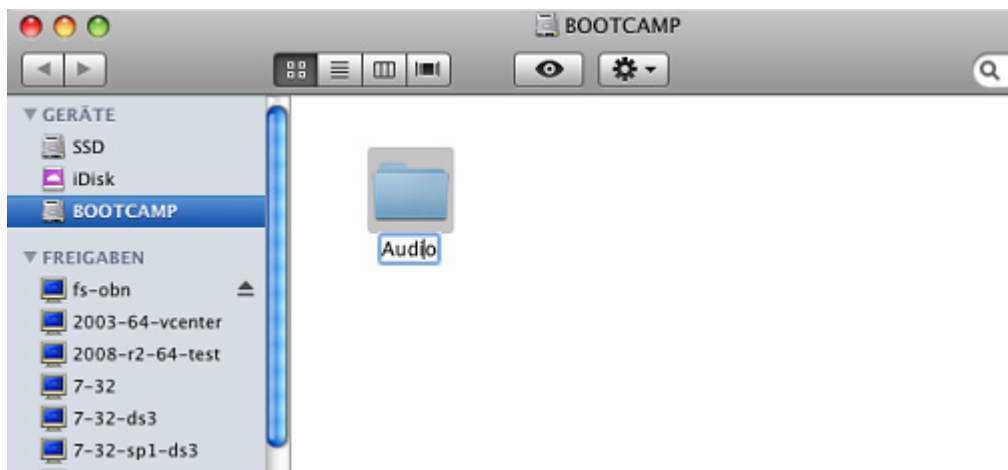 BOOTCAMP
GERÄTE
SSD
iDisk
BOOTCAMP
FREIGABEN
fs-obn
2003-64-vcenter
2008-r2-64-test
7-32
7-32-ds3
7-32-sp1-ds3
Audio